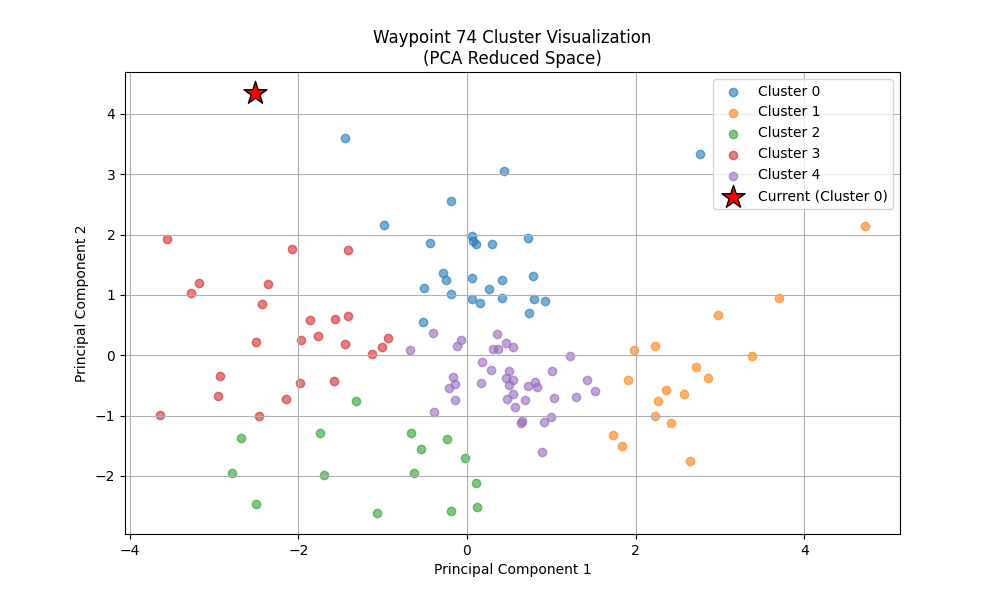 Waypoint 74 Cluster Visualization
(PCA Reduced Space)
Principal Component 2
4
3
2
1
0
−1
−2
Cluster 0
Cluster 1
Cluster 2
Cluster 3
Cluster 4
Current (Cluster 0)
−4
−2
0
2
4
Principal Component 1